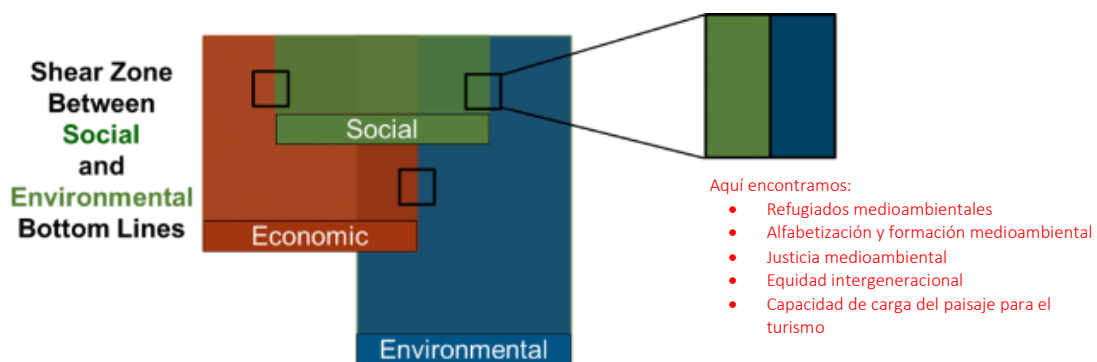 Shear Zone
Between
Social
and
Environmental
Bottom Lines
Social
Economic
Environmental
Aquí encontramos:
• Refugiados medioambientales
• Alfabetización y formación medioambiental
• Justicia medioambiental
• Equidad intergeneracional
• Capacidad de carga del paisaje para el
turismo